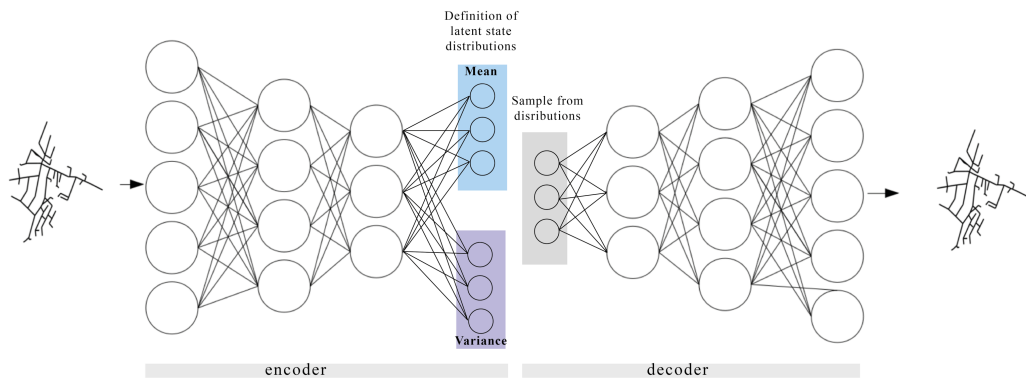 Definition of
latent state
distributions
Mean
Sample from
disributions
Variance
encoder
decoder